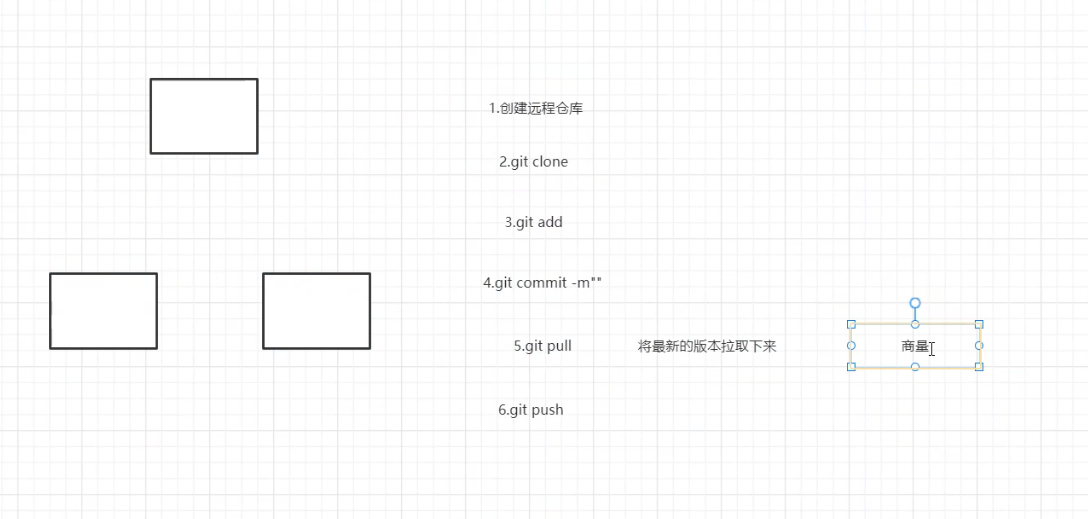 1.创建远程仓库
2.git clone
3.git add
4.git commit -m""
5.git pull
将最新的版本拉取下来
商量
6.git push